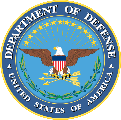 DEPARTMENT OF DEFENSE
UNITED STATES OF AMERICA